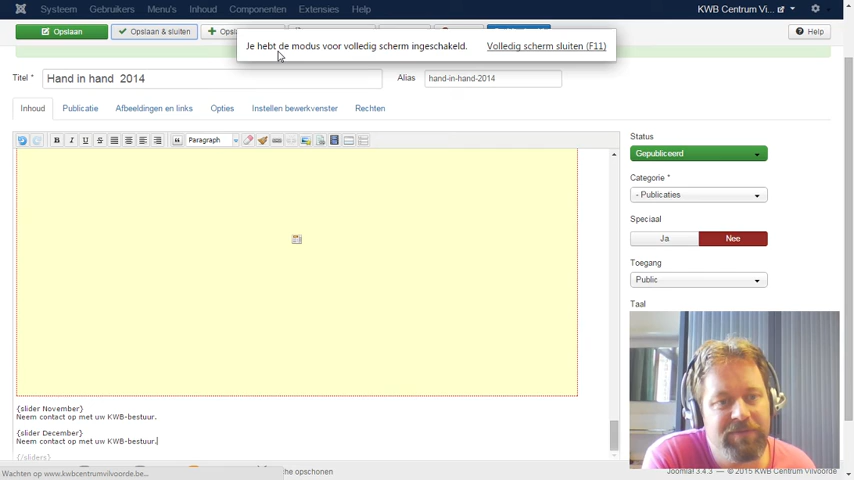 Systeem Gebruikers Menu's Inhoud Componenten Extensies Help KWB Centrum Vi...
Opslaan Opslaan & sluiten Help
Je hebt de modus voor volledig scherm ingeschakeld. Volledig scherm sluiten (F11)
Titel * Hand in hand 2014 Alias hand-in-hand-2014
Inhoud Publicatie Afbeeldingen en links Opties Instellen bewerkvenster Rechten
B I U S Paragraph
Status
Gepubliceerd
Categorie *
- Publicaties
Speciaal
Ja Nee
Toegang
Public
Taal
{slider November}
Neem contact op met uw KWB-bestuur.
{slider December}
Neem contact op met uw KWB-bestuur.
{/sliders}
Wachten op www.kwbcentrumvilvoorde.be... che opschonen
Joomla! 3.4.3 — © 2015 KWB Centrum Vilvoorde